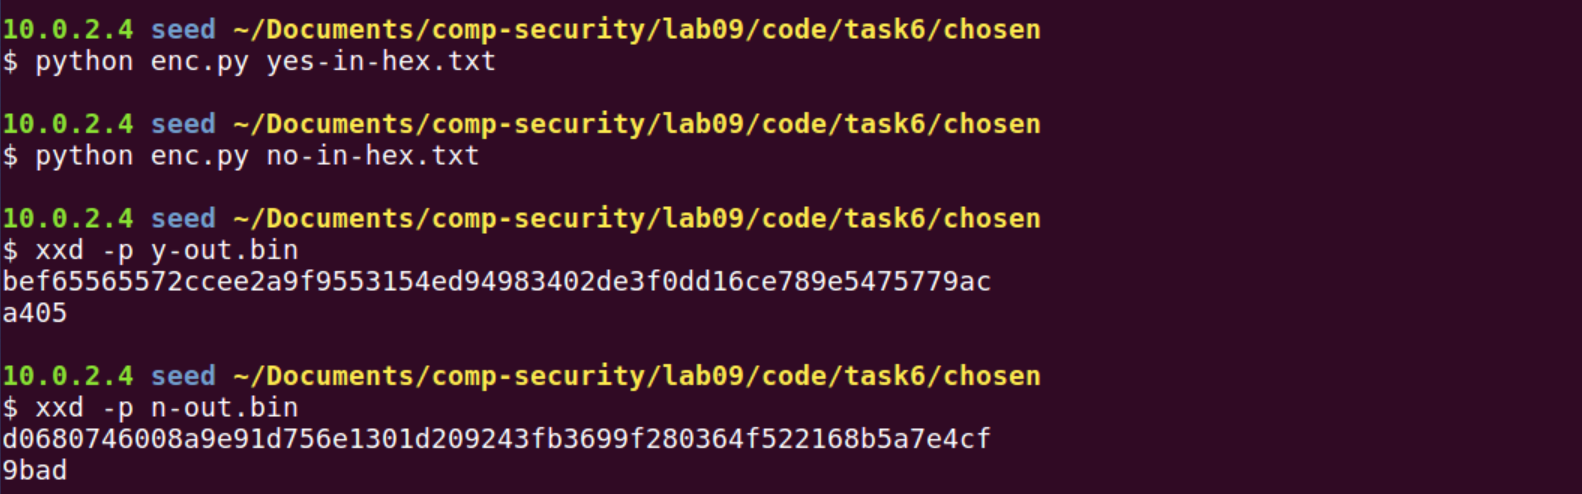 10.0.2.4 seed ~/Documents/comp-security/lab09/code/task6/chosen
$ python enc.py yes-in-hex.txt
10.0.2.4 seed ~/Documents/comp-security/lab09/code/task6/chosen
$ python enc.py no-in-hex.txt
10.0.2.4 seed ~/Documents/comp-security/lab09/code/task6/chosen
$ xxd -p y-out.bin
bef65565572ccee2a9f9553154ed94983402de3f0dd16ce789e5475779ac
a405
10.0.2.4 seed ~/Documents/comp-security/lab09/code/task6/chosen
$ xxd -p n-out.bin
d0680746008a9e91d756e1301d209243fb3699f280364f522168b5a7e4cf
9bad